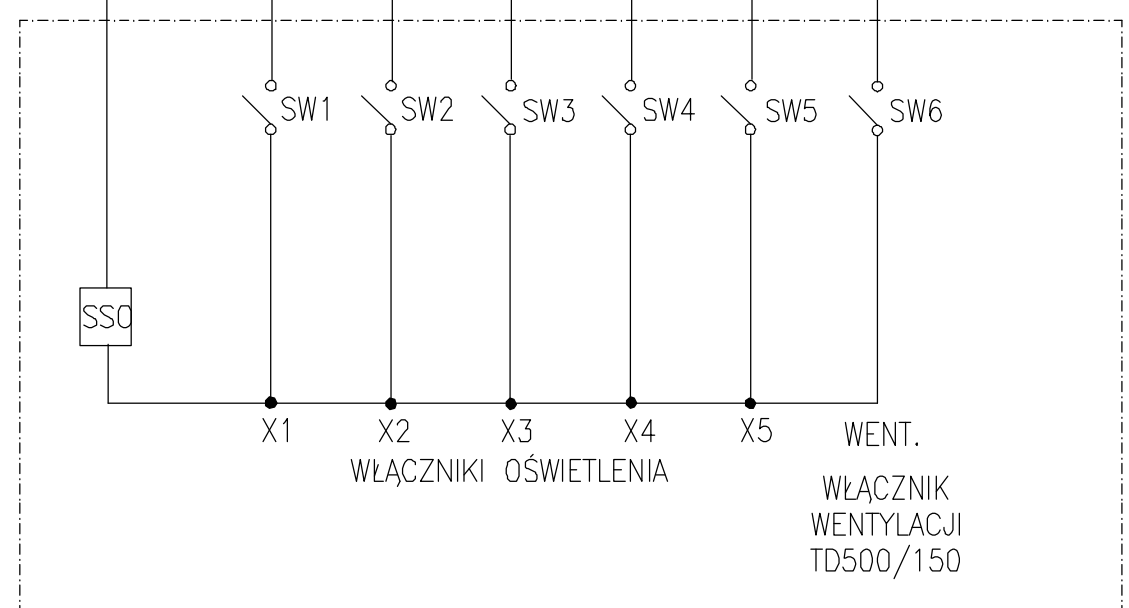 SW1 SW2 SW3 SW4 SW5 SW6
SSO
X1 X2 X3 X4 X5 WENT.
WŁĄCZNIKI OŚWIETLENIA
WŁĄCZNIK
WENTYLACJI
TD500/150